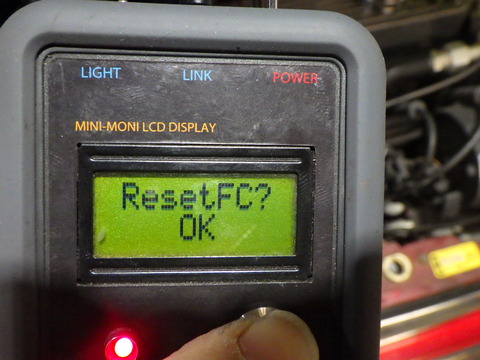 LIGHT LINK POWER
MINI-MONI LCD DISPLAY
ResetFC?
OK